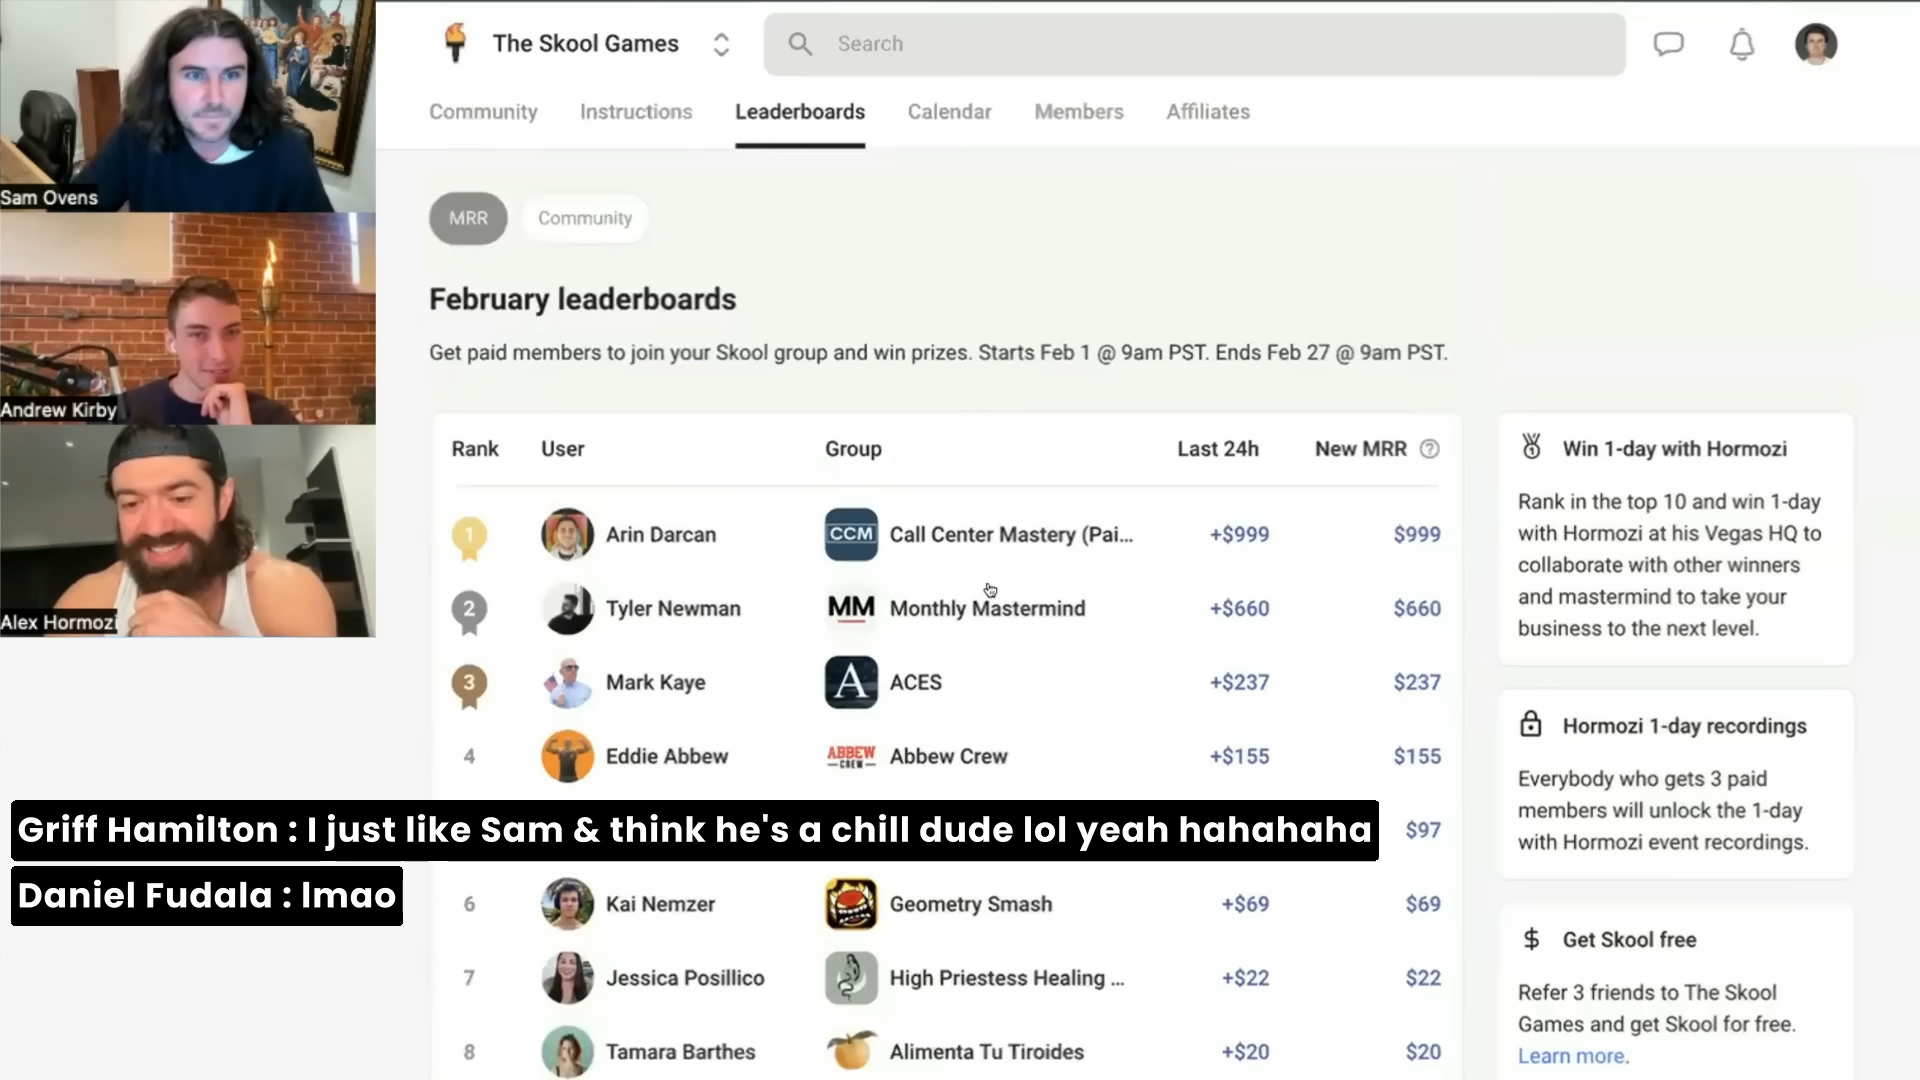 The Skool Games
Search
Community Instructions Leaderboards Calendar Members Affiliates
MRR Community
February leaderboards
Get paid members to join your Skool group and win prizes. Starts Feb 1 @ 9am PST. Ends Feb 27 @ 9am PST.
Rank User Group Last 24h New MRR ?
1 Arin Darcan CCM Call Center Mastery (Pai... +$999 $999
2 Tyler Newman MM Monthly Mastermind +$660 $660
3 Mark Kaye A ACES +$237 $237
4 Eddie Abbew ABBEW CREW Abbew Crew +$155 $155
$97
6 Kai Nemzer Geometry Smash +$69 $69
7 Jessica Posillico High Priestess Healing ... +$22 $22
8 Tamara Barthes Alimenta Tu Tiroides +$20 $20
Win 1-day with Hormozi
Rank in the top 10 and win 1-day
with Hormozi at his Vegas HQ to
collaborate with other winners
and mastermind to take your
business to the next level.
Hormozi 1-day recordings
Everybody who gets 3 paid
members will unlock the 1-day
with Hormozi event recordings.
$ Get Skool free
Refer 3 friends to The Skool
Games and get Skool for free.
Learn more.
Sam Ovens
Andrew Kirby
Alex Hormozi
Griff Hamilton : I just like Sam & think he's a chill dude lol yeah hahahaha
Daniel Fudala : lmao